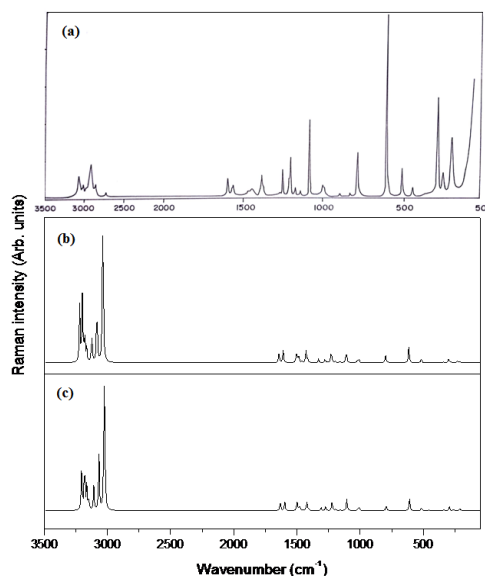 (a)
3500 3000 2500 2000 1500 1000 500 50
(b)
(c)
Raman intensity (Arb. units)
3500 3000 2500 2000 1500 1000 500
Wavenumber (cm⁻¹)